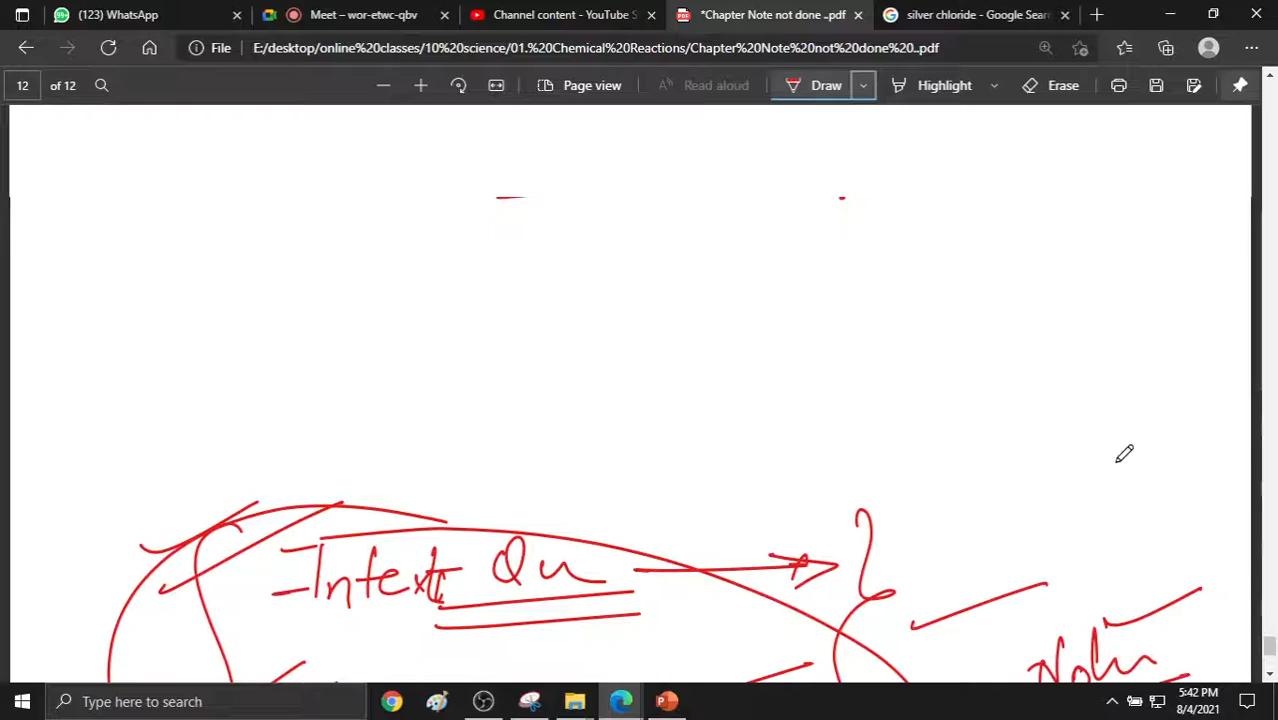 (123) WhatsApp
Meet – wor-etwc-qbv
Channel content - YouTube S
PDF
*Chapter Note not done ..pdf
silver chloride - Google Sear
File
E:/desktop/online%20classes/10%20science/01.%20Chemical%20Reactions/Chapter%20Note%20not%20done%20..pdf
12 of 12
Page view
Read aloud
Draw
Highlight
Erase
Intext Qu
Type here to search
5:42 PM
8/4/2021